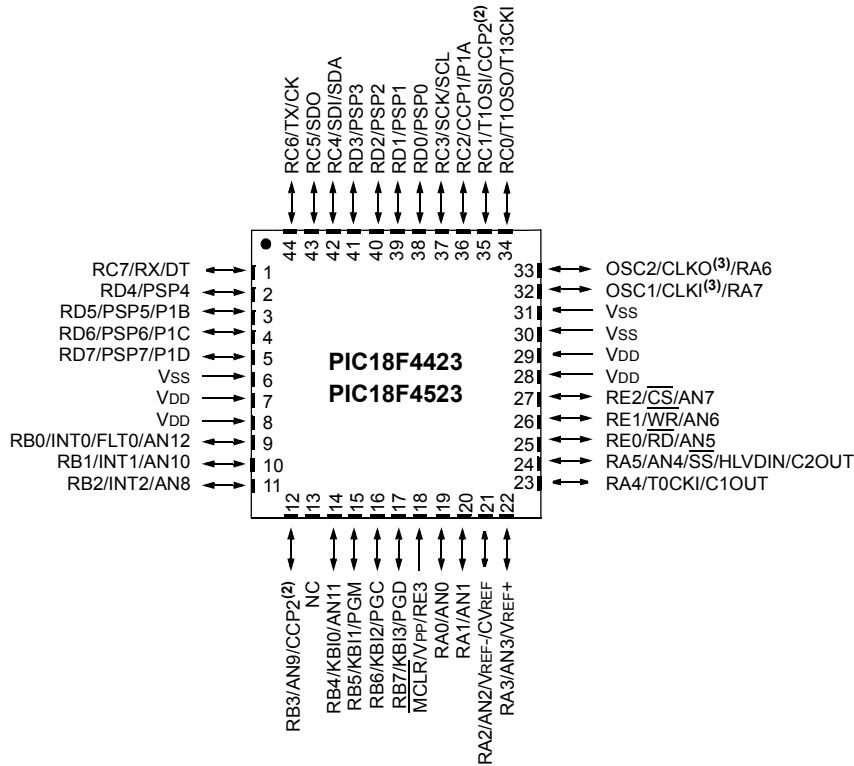 RC6/TX/CK
RC5/SDO
RC4/SDI/SDA
RD3/PSP3
RD2/PSP2
RD1/PSP1
RD0/PSP0
RC3/SCK/SCL
RC2/CCP1/P1A
RC1/T1OSI/CCP2(2)
RC0/T1OSO/T13CKI
44
43
42
41
40
39
38
37
36
35
34
RC7/RX/DT 1
RD4/PSP4 2
RD5/PSP5/P1B 3
RD6/PSP6/P1C 4
RD7/PSP7/P1D 5
VSS 6
VDD 7
VDD 8
RB0/INT0/FLT0/AN12 9
RB1/INT1/AN10 10
RB2/INT2/AN8 11
PIC18F4423
PIC18F4523
33 OSC2/CLKO(3)/RA6
32 OSC1/CLKI(3)/RA7
31 VSS
30 VSS
29 VDD
28 VDD
27 RE2/CS/AN7
26 RE1/WR/AN6
25 RE0/RD/AN5
24 RA5/AN4/SS/HLVDIN/C2OUT
23 RA4/T0CKI/C1OUT
12
13
14
15
16
17
18
19
20
21
22
RB3/AN9/CCP2(2)
NC
RB4/KBI0/AN11
RB5/KBI1/PGM
RB6/KBI2/PGC
RB7/KBI3/PGD
MCLR/VPP/RE3
RA0/AN0
RA1/AN1
RA2/AN2/VREF-/CVREF
RA3/AN3/VREF+